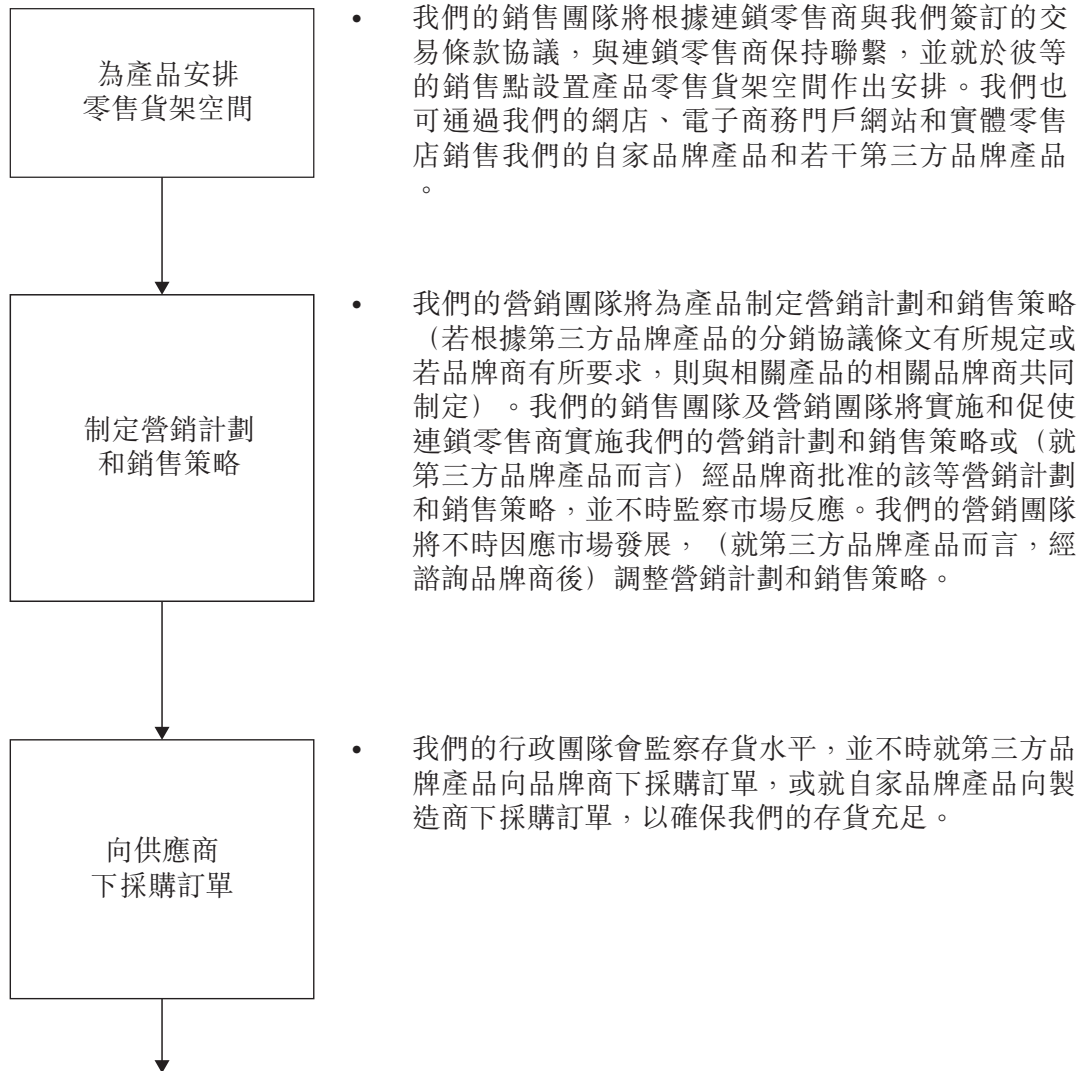 為產品安排
零售貨架空間
• 我們的銷售團隊將根據連鎖零售商與我們簽訂的交
易條款協議，與連鎖零售商保持聯繫，並就於彼等
的銷售點設置產品零售貨架空間作出安排。我們也
可通過我們的網店、電子商務門戶網站和實體零售
店銷售我們的自家品牌產品和若干第三方品牌產品
。
制定營銷計劃
和銷售策略
• 我們的營銷團隊將為產品制定營銷計劃和銷售策略
（若根據第三方品牌產品的分銷協議條文有所規定或
若品牌商有所要求，則與相關產品的相關品牌商共同
制定）。我們的銷售團隊及營銷團隊將實施和促使
連鎖零售商實施我們的營銷計劃和銷售策略或（就
第三方品牌產品而言）經品牌商批准的該等營銷計劃
和銷售策略，並不時監察市場反應。我們的營銷團隊
將不時因應市場發展，（就第三方品牌產品而言，經
諮詢品牌商後）調整營銷計劃和銷售策略。
向供應商
下採購訂單
• 我們的行政團隊會監察存貨水平，並不時就第三方品
牌產品向品牌商下採購訂單，或就自家品牌產品向製
造商下採購訂單，以確保我們的存貨充足。